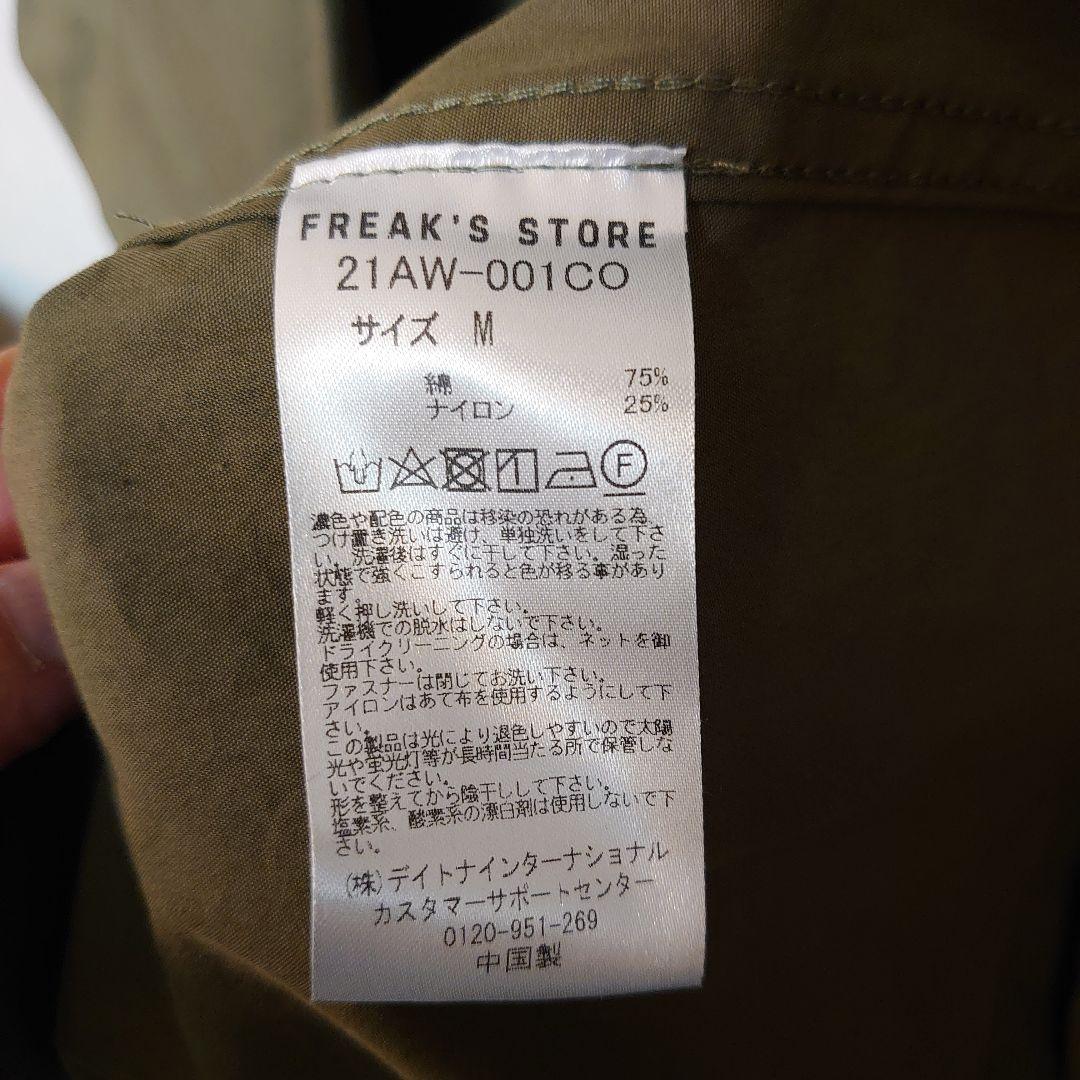 FREAK'S STORE
21AW-001CO
サイズ M
綿 75%
ナイロン 25%
F
濃色や配色の商品は移染の恐れがある為
つけ置き洗いは避け、単独洗いをして下さ
い。洗濯後はすぐに干して下さい。湿った
状態で強くこすられると色が移る事があり
ます。
軽く押し洗いして下さい。
洗濯機での脱水はしないで下さい。
ドライクリーニングの場合は、ネットを御
使用下さい。
ファスナーは閉じてお洗い下さい。
アイロンはあて布を使用するようにして下
さい。
この製品は光により退色しやすいので太陽
光や蛍光灯等が長時間当たる所で保管しな
いでください。
形を整えてから陰干しして下さい。
塩素系、酸素系の漂白剤は使用しないで下
さい。
(株)デイトナインターナショナル
カスタマーサポートセンター
0120-951-269
中国製